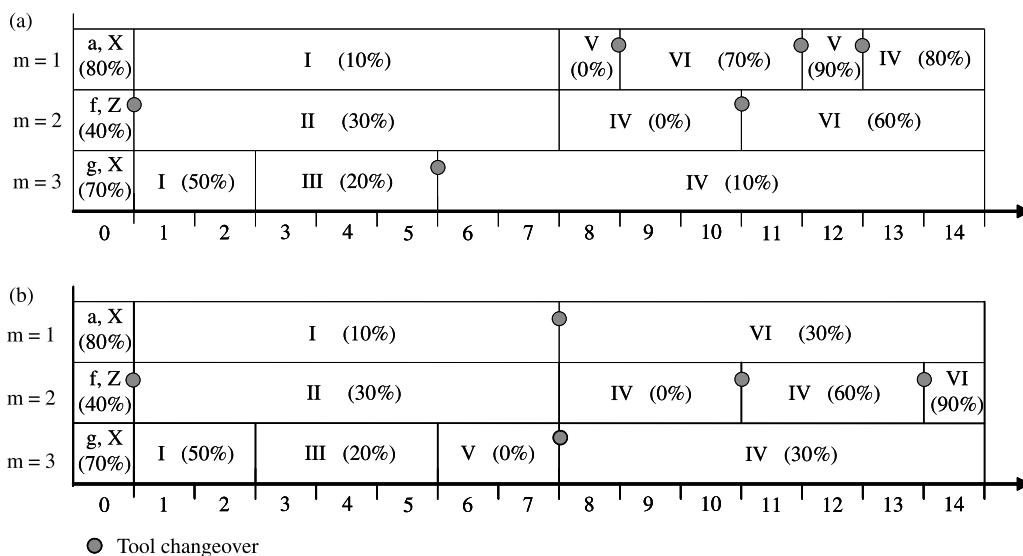 (a)
m = 1
a, X
(80%)
I (10%)
V
(0%)
VI (70%)
V
(90%)
IV (80%)
m = 2
f, Z
(40%)
II (30%)
IV (0%)
VI (60%)
m = 3
g, X
(70%)
I (50%)
III (20%)
IV (10%)
0 1 2 3 4 5 6 7 8 9 10 11 12 13 14
(b)
m = 1
a, X
(80%)
I (10%)
VI (30%)
m = 2
f, Z
(40%)
II (30%)
IV (0%)
IV (60%)
VI
(90%)
m = 3
g, X
(70%)
I (50%)
III (20%)
V (0%)
IV (30%)
0 1 2 3 4 5 6 7 8 9 10 11 12 13 14
Tool changeover